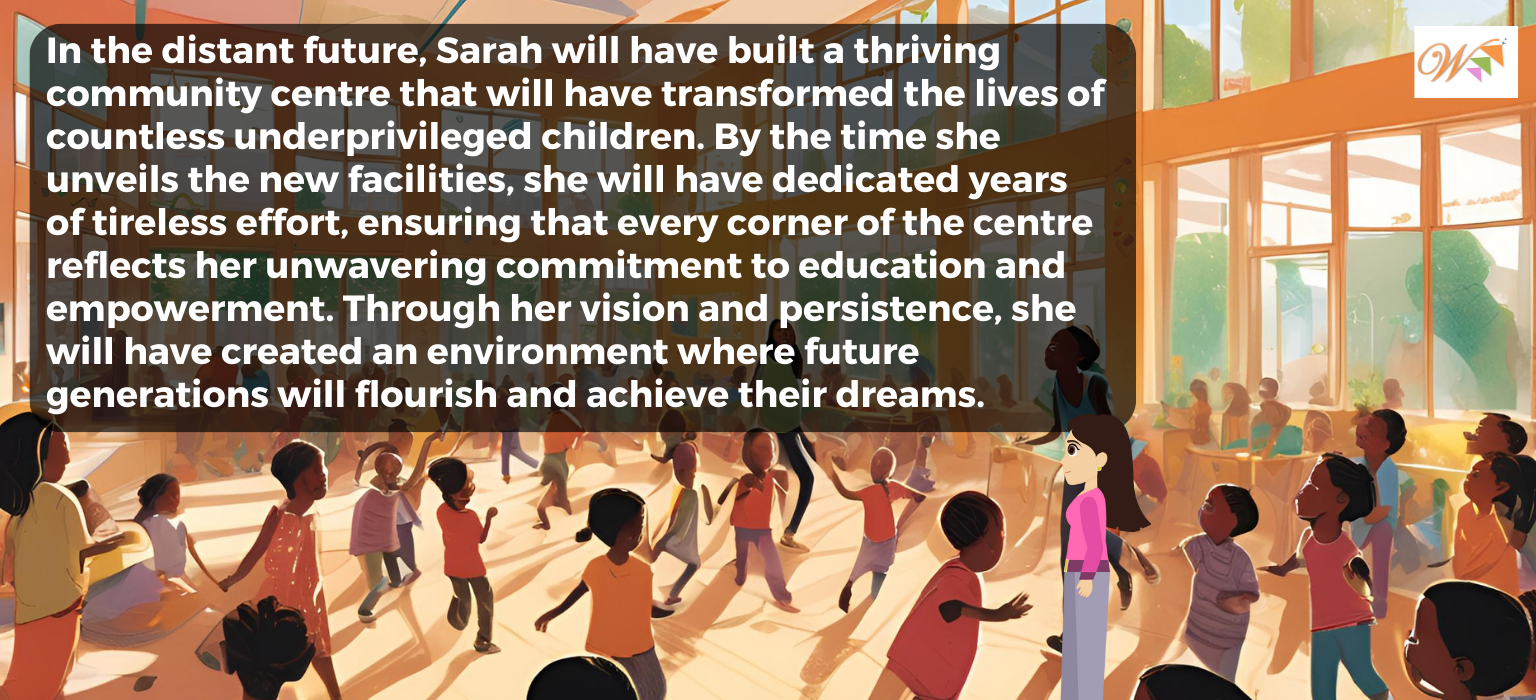 In the distant future, Sarah will have built a thriving
community centre that will have transformed the lives of
countless underprivileged children. By the time she
unveils the new facilities, she will have dedicated years
of tireless effort, ensuring that every corner of the centre
reflects her unwavering commitment to education and
empowerment. Through her vision and persistence, she
will have created an environment where future
generations will flourish and achieve their dreams.
W